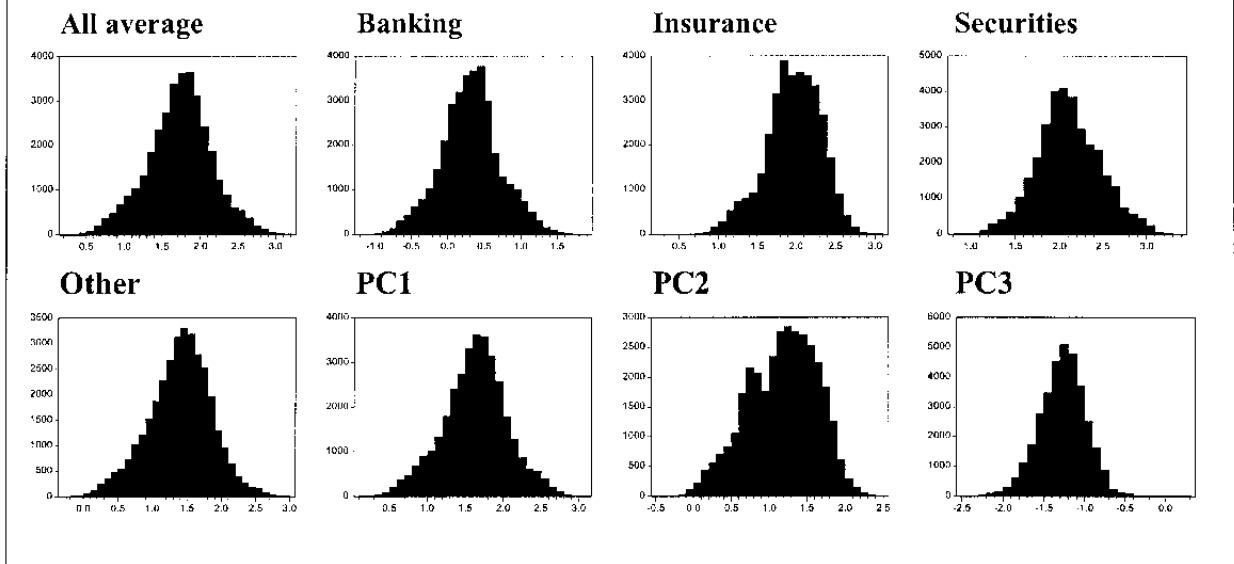 All average Banking Insurance Securities
4000 4000 4000 5000
3000 3000 3000 4000
2000 2000 2000 3000
1000 1000 1000 2000
0 0 0 1000
0
0.5 1.0 1.5 2.0 2.5 3.0 -1.0 -0.5 0.0 0.5 1.0 1.5 0.5 1.0 1.5 2.0 2.5 3.0 1.0 1.5 2.0 2.5 3.0
Other PC1 PC2 PC3
3500 4000 3000 6000
3000 3000 2500 5000
2500 2000 2000 4000
2000 1000 1500 3000
1500 0 1000 2000
1000 500 1000
500 0 0
0
0.0 0.5 1.0 1.5 2.0 2.5 3.0 0.5 1.0 1.5 2.0 2.5 3.0 -0.5 0.0 0.5 1.0 1.5 2.0 2.5 -2.5 -2.0 -1.5 -1.0 -0.5 0.0